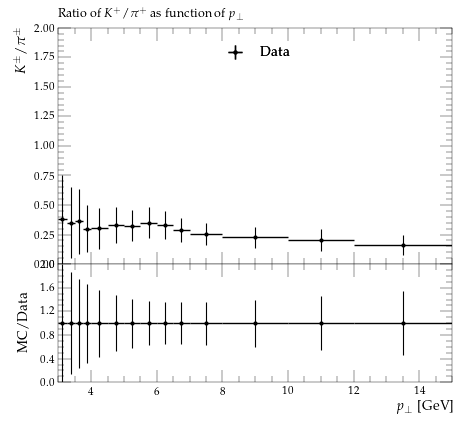 Ratio of K⁺/π⁺ as function of p⊥
K±/π±
Data
2.00
1.75
1.50
1.25
1.00
0.75
0.50
0.25
0.0
MC/Data
2.0
1.6
1.2
0.8
0.4
0.0
4 6 8 10 12 14
p⊥ [GeV]